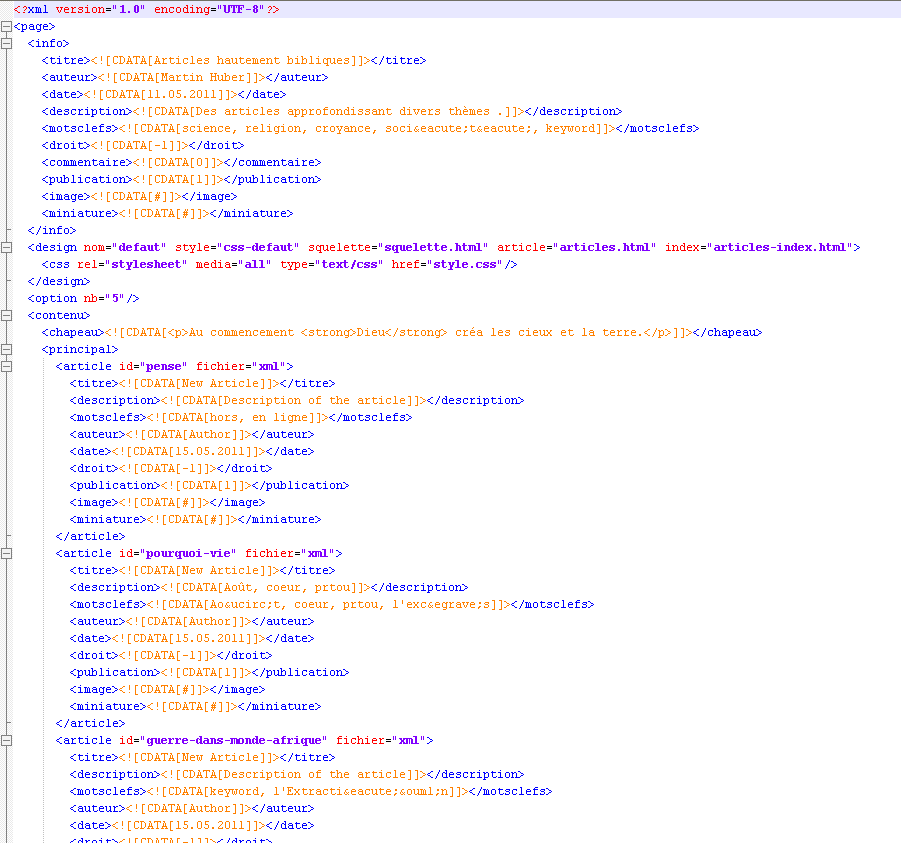 <?xml version="1.0" encoding="UTF-8"?>
<page>
<info>
<titre><![CDATA[Articles hautement bibliques]]></titre>
<auteur><![CDATA[Martin Huber]]></auteur>
<date><![CDATA[11.05.2011]]></date>
<description><![CDATA[Des articles approfondissant divers thèmes .]]></description>
<motsclefs><![CDATA[science, religion, croyance, soci&eacute;t&eacute;, keyword]]></motsclefs>
<droit><![CDATA[-1]]></droit>
<commentaire><![CDATA[0]]></commentaire>
<publication><![CDATA[1]]></publication>
<image><![CDATA[#]]></image>
<miniature><![CDATA[#]]></miniature>
</info>
<design nom="defaut" style="css-defaut" squelette="squelette.html" article="articles.html" index="articles-index.html">
<css rel="stylesheet" media="all" type="text/css" href="style.css"/>
</design>
<option nb="5"/>
<contenu>
<chapeau><![CDATA[<p>Au commencement <strong>Dieu</strong> créa les cieux et la terre.</p>]]></chapeau>
<principal>
<article id="pense" fichier="xml">
<titre><![CDATA[New Article]]></titre>
<description><![CDATA[Description of the article]]></description>
<motsclefs><![CDATA[hors, en ligne]]></motsclefs>
<auteur><![CDATA[Author]]></auteur>
<date><![CDATA[15.05.2011]]></date>
<droit><![CDATA[-1]]></droit>
<publication><![CDATA[1]]></publication>
<image><![CDATA[#]]></image>
<miniature><![CDATA[#]]></miniature>
</article>
<article id="pourquoi-vie" fichier="xml">
<titre><![CDATA[New Article]]></titre>
<description><![CDATA[Août, coeur, prtou]]></description>
<motsclefs><![CDATA[Ao&ucirc;t, coeur, prtou, l'exc&egrave;s]]></motsclefs>
<auteur><![CDATA[Author]]></auteur>
<date><![CDATA[15.05.2011]]></date>
<droit><![CDATA[-1]]></droit>
<publication><![CDATA[1]]></publication>
<image><![CDATA[#]]></image>
<miniature><![CDATA[#]]></miniature>
</article>
<article id="guerre-dans-monde-afrique" fichier="xml">
<titre><![CDATA[New Article]]></titre>
<description><![CDATA[Description of the article]]></description>
<motsclefs><![CDATA[keyword, l'Extracti&eacute;&ouml;n]]></motsclefs>
<auteur><![CDATA[Author]]></auteur>
<date><![CDATA[15.05.2011]]></date>
<droit><![CDATA[-1]]></droit>